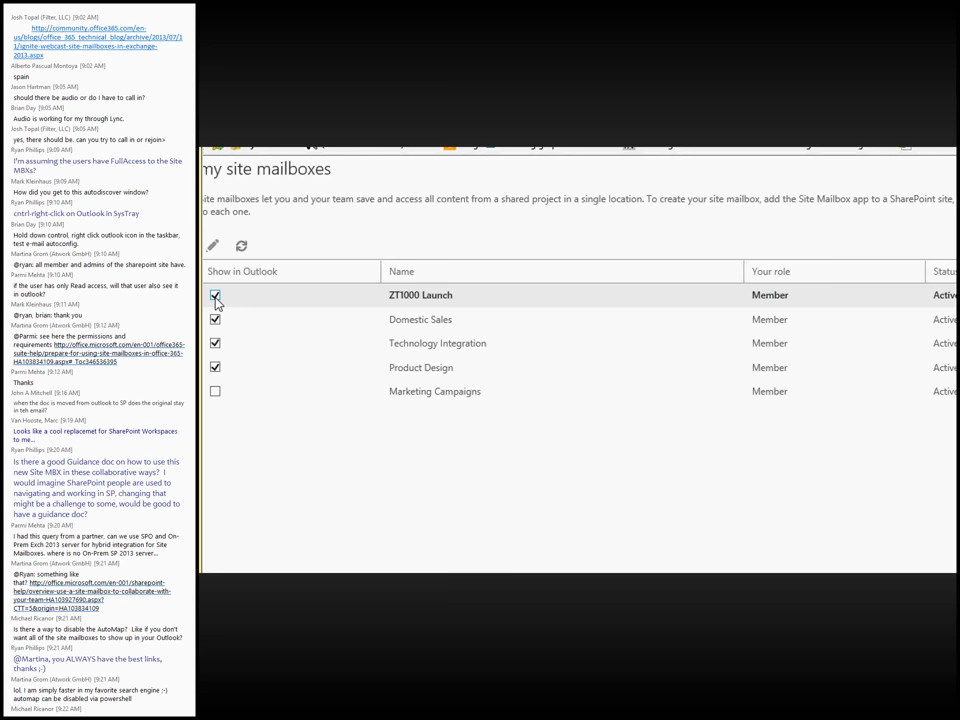 Josh Topal (Filter, LLC) [9:02 AM]
http://community.office365.com/en-
us/blogs/office_365_technical_blog/archive/2013/07/1
1/ignite-webcast-site-mailboxes-in-exchange-
2013.aspx
Alberto Pascual Montoya [9:02 AM]
spain
Jason Hartman [9:05 AM]
should there be audio or do I have to call in?
Brian Day [9:05 AM]
Audio is working for my through Lync.
Josh Topal (Filter, LLC) [9:05 AM]
yes, there should be. can you try to call in or rejoin>
Ryan Phillips [9:09 AM]
I'm assuming the users have FullAccess to the Site
MBXs?
Mark Kleinhaus [9:09 AM]
How did you get to this autodiscover window?
Ryan Phillips [9:10 AM]
cntrl-right-click on Outlook in SysTray
Brian Day [9:10 AM]
Hold down control, right click outlook icon in the taskbar,
test e-mail autoconfig.
Martina Grom (Atwork GmbH) [9:10 AM]
@ryan: all member and admins of the sharepoint site have.
Parmi Mehta [9:10 AM]
if the user has only Read access, will that user also see it
in outlook?
Mark Kleinhaus [9:11 AM]
@ryan, brian: thank you
Martina Grom (Atwork GmbH) [9:12 AM]
@Parmi: see here the permissions and
requirements http://office.microsoft.com/en-001/office365-
suite-help/prepare-for-using-site-mailboxes-in-office-365-
HA103834109.aspx#_Toc346536395
Parmi Mehta [9:12 AM]
Thanks
John A Mitchell [9:16 AM]
when the doc is moved from outlook to SP does the original stay
in teh email?
Van Hooste, Marc [9:19 AM]
Looks like a cool replacemet for SharePoint Workspaces
to me...
Ryan Phillips [9:20 AM]
Is there a good Guidance doc on how to use this
new Site MBX in these collaborative ways? I
would imagine SharePoint people are used to
navigating and working in SP, changing that
might be a challenge to some, would be good to
have a guidance doc?
Parmi Mehta [9:20 AM]
I had this query from a partner, can we use SPO and On-
Prem Exch 2013 server for hybrid integration for Site
Mailboxes. where is no On-Prem SP 2013 server...
Martina Grom (Atwork GmbH) [9:21 AM]
@Ryan: something like
that? http://office.microsoft.com/en-001/sharepoint-
help/overview-use-a-site-mailbox-to-collaborate-with-
your-team-HA103927690.aspx?
CTT=5&origin=HA103834109
Michael Ricanor [9:21 AM]
Is there a way to disable the AutoMap? Like if you don't
want all of the site mailboxes to show up in your Outlook?
Ryan Phillips [9:21 AM]
@Martina, you ALWAYS have the best links,
thanks ;-)
Martina Grom (Atwork GmbH) [9:21 AM]
lol, I am simply faster in my favorite search engine ;-)
automap can be disabled via powershell
Michael Ricanor [9:22 AM]
my site mailboxes
Site mailboxes let you and your team save and access all content from a shared project in a single location. To create your site mailbox, add the Site Mailbox app to a SharePoint site,
o each one.
Show in Outlook Name Your role Status
ZT1000 Launch Member Active
Domestic Sales Member Active
Technology Integration Member Active
Product Design Member Active
Marketing Campaigns Member Active